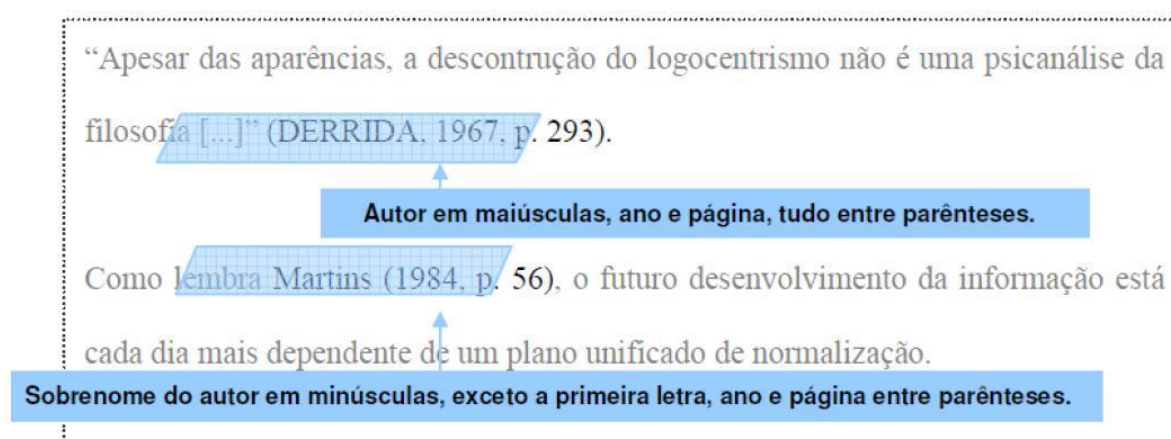 “Apesar das aparências, a descontrução do logocentrismo não é uma psicanálise da
filosofia [...]” (DERRIDA, 1967, p. 293).
Autor em maiúsculas, ano e página, tudo entre parênteses.
Como lembra Martins (1984, p. 56), o futuro desenvolvimento da informação está
cada dia mais dependente de um plano unificado de normalização.
Sobrenome do autor em minúsculas, exceto a primeira letra, ano e página entre parênteses.